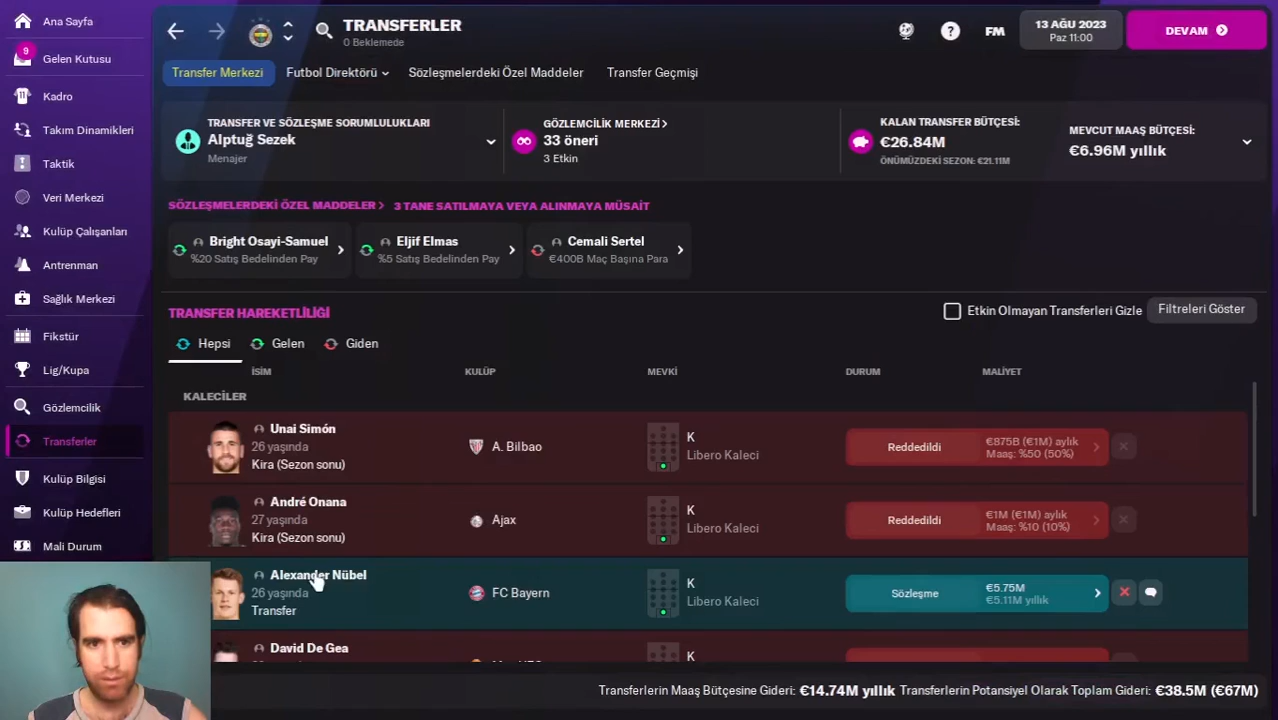 Ana Sayfa
9
Gelen Kutusu
Kadro
Takım Dinamikleri
Taktik
Veri Merkezi
Kulüp Çalışanları
Antrenman
Sağlık Merkezi
Fikstür
Lig/Kupa
Gözlemcilik
Transferler
Kulüp Bilgisi
Kulüp Hedefleri
Mali Durum
TRANSFERLER
0 Beklemede
FM
13 AĞU 2023
Paz 11:00
DEVAM
Transfer Merkezi
Futbol Direktörü
Sözleşmelerdeki Özel Maddeler
Transfer Geçmişi
TRANSFER VE SÖZLEŞME SORUMLULUKLARI
Alptuğ Sezek
Menajer
GÖZLEMCİLİK MERKEZİ >
33 öneri
3 Etkin
KALAN TRANSFER BÜTÇESİ:
€26.84M
ÖNÜMÜZDEKİ SEZON: €21.11M
MEVCUT MAAŞ BÜTÇESİ:
€6.96M yıllık
SÖZLEŞMELERDEKİ ÖZEL MADDELER > 3 TANE SATILMAYA VEYA ALINMAYA MÜSAİT
Bright Osayi-Samuel
%20 Satış Bedelinden Pay
Eljif Elmas
%5 Satış Bedelinden Pay
Cemali Sertel
€400B Maç Başına Para
TRANSFER HAREKETLİLİĞİ
Etkin Olmayan Transferleri Gizle
Filtreleri Göster
Hepsi
Gelen
Giden
İSİM KULÜP MEVKİ DURUM MALİYET
KALECİLER
Unai Simón
26 yaşında
Kira (Sezon sonu)
A. Bilbao
K
Libero Kaleci
Reddedildi
€875B (€1M) aylık
Maaş: %50 (50%)
André Onana
27 yaşında
Kira (Sezon sonu)
Ajax
K
Libero Kaleci
Reddedildi
€1M (€1M) aylık
Maaş: %10 (10%)
Alexander Nübel
26 yaşında
Transfer
FC Bayern
K
Libero Kaleci
Sözleşme
€5.75M
€5.11M yıllık
David De Gea
K
Transferlerin Maaş Bütçesine Gideri: €14.74M yıllık Transferlerin Potansiyel Olarak Toplam Gideri: €38.5M (€67M)